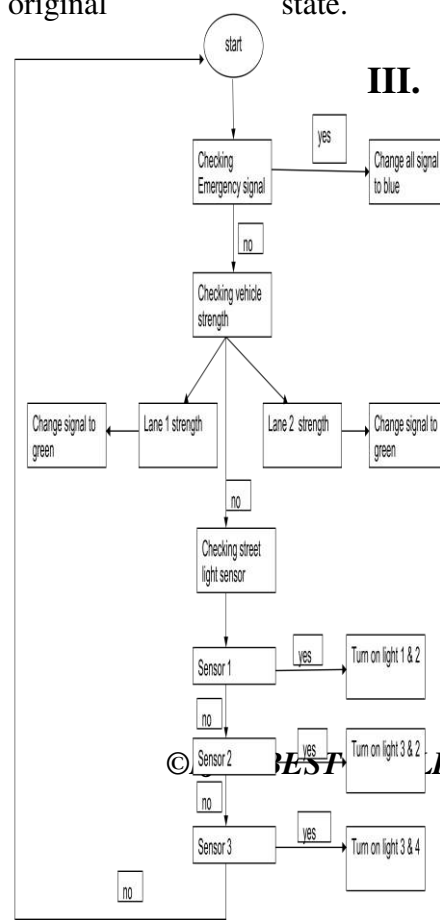 original state.
start
III.
yes
Checking
Emergency signal
Change all signal
to blue
no
Checking vehicle
strength
Change signal to
green
Lane 1 strength
Lane 2 strength
Change signal to
green
no
Checking street
light sensor
Sensor 1
yes
Turn on light 1 & 2
no
Sensor 2
yes
Turn on light 3 & 2
©
BEST
no
Sensor 3
yes
Turn on light 3 & 4
no